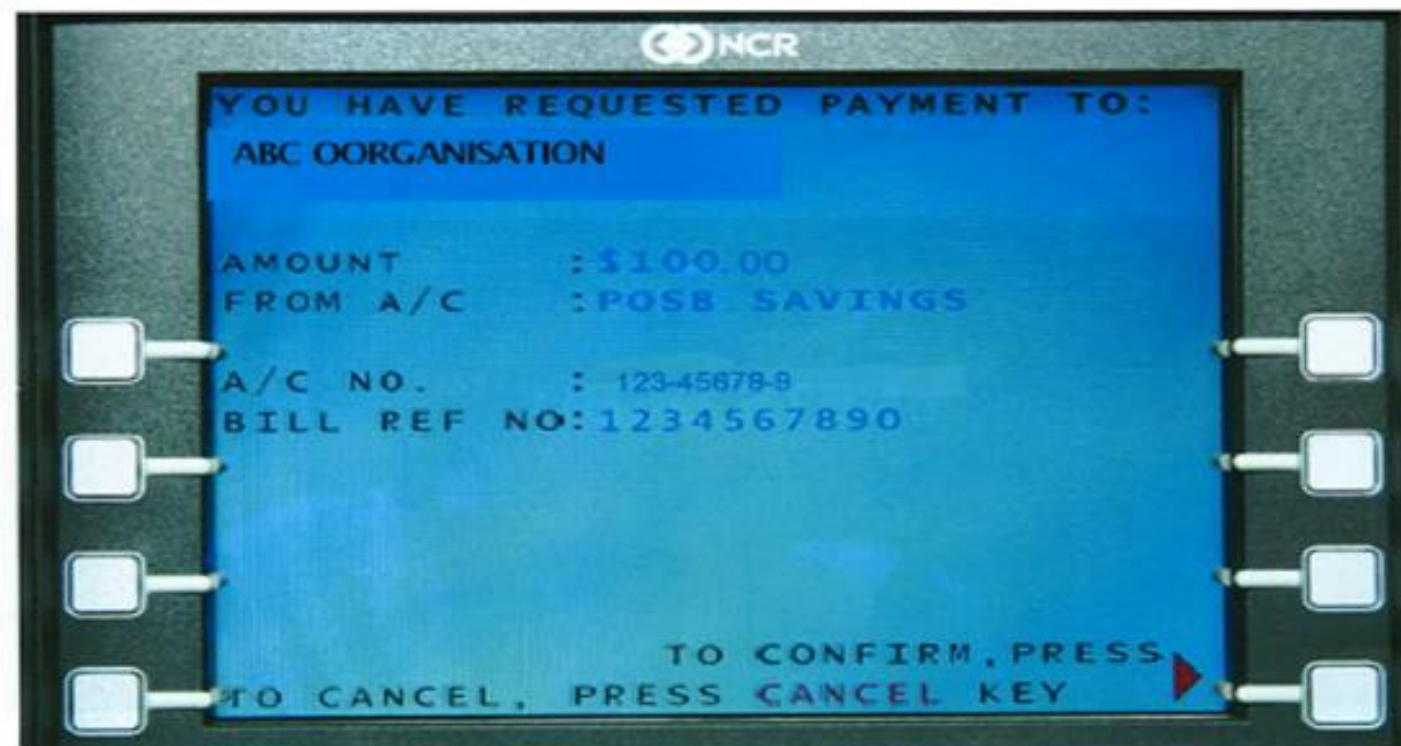 NCR
YOU HAVE REQUESTED PAYMENT TO:
ABC OORGANISATION
AMOUNT :$100.00
FROM A/C :POSB SAVINGS
A/C NO. : 123-45678-9
BILL REF NO:1234567890
TO CONFIRM,PRESS
TO CANCEL, PRESS CANCEL KEY